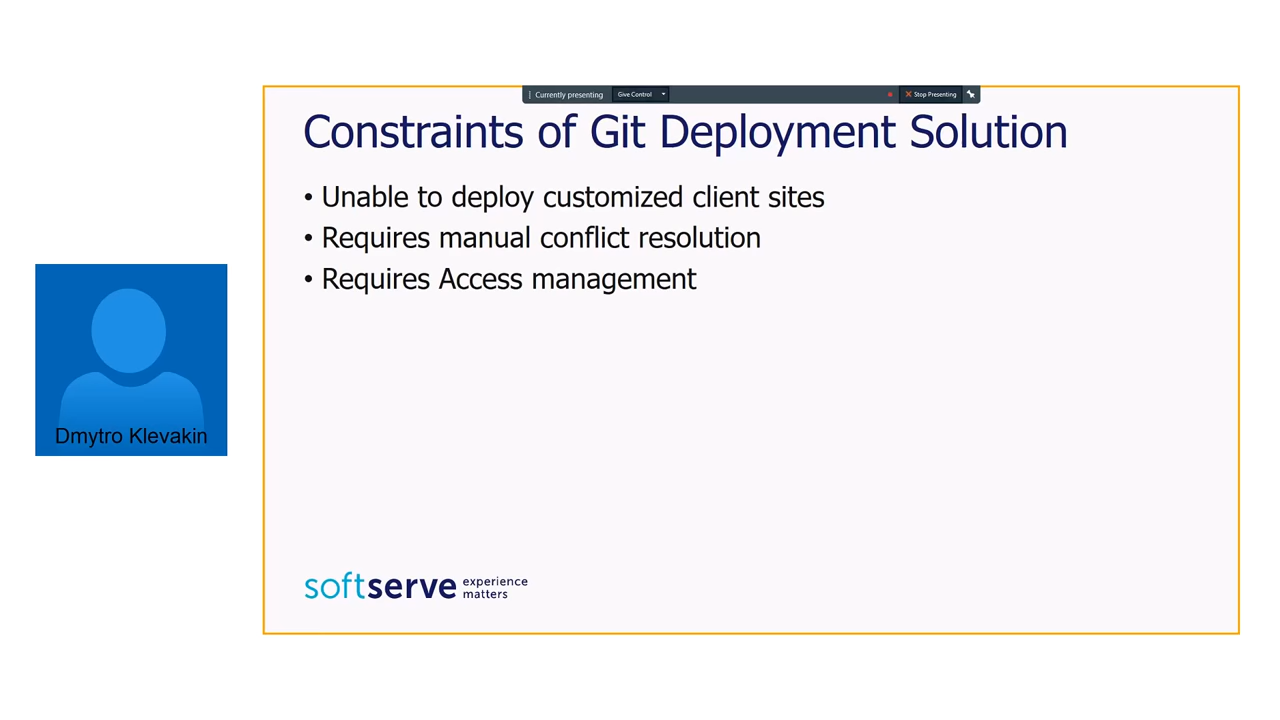 Currently presenting
Give Control
Stop Presenting
Constraints of Git Deployment Solution
• Unable to deploy customized client sites
• Requires manual conflict resolution
• Requires Access management
Dmytro Klevakin
softserve experience matters